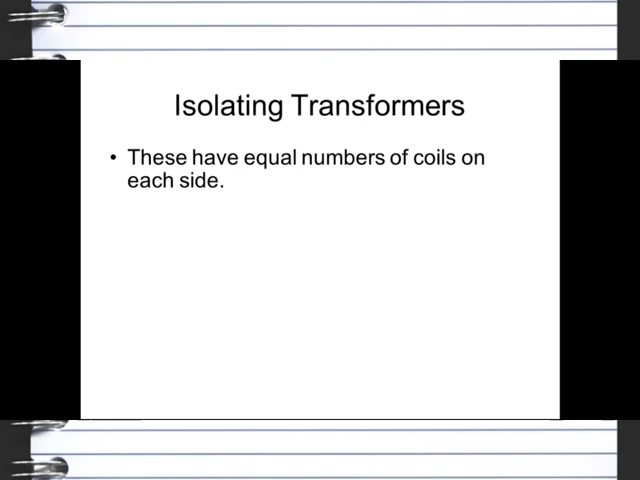 Isolating Transformers
• These have equal numbers of coils on
each side.